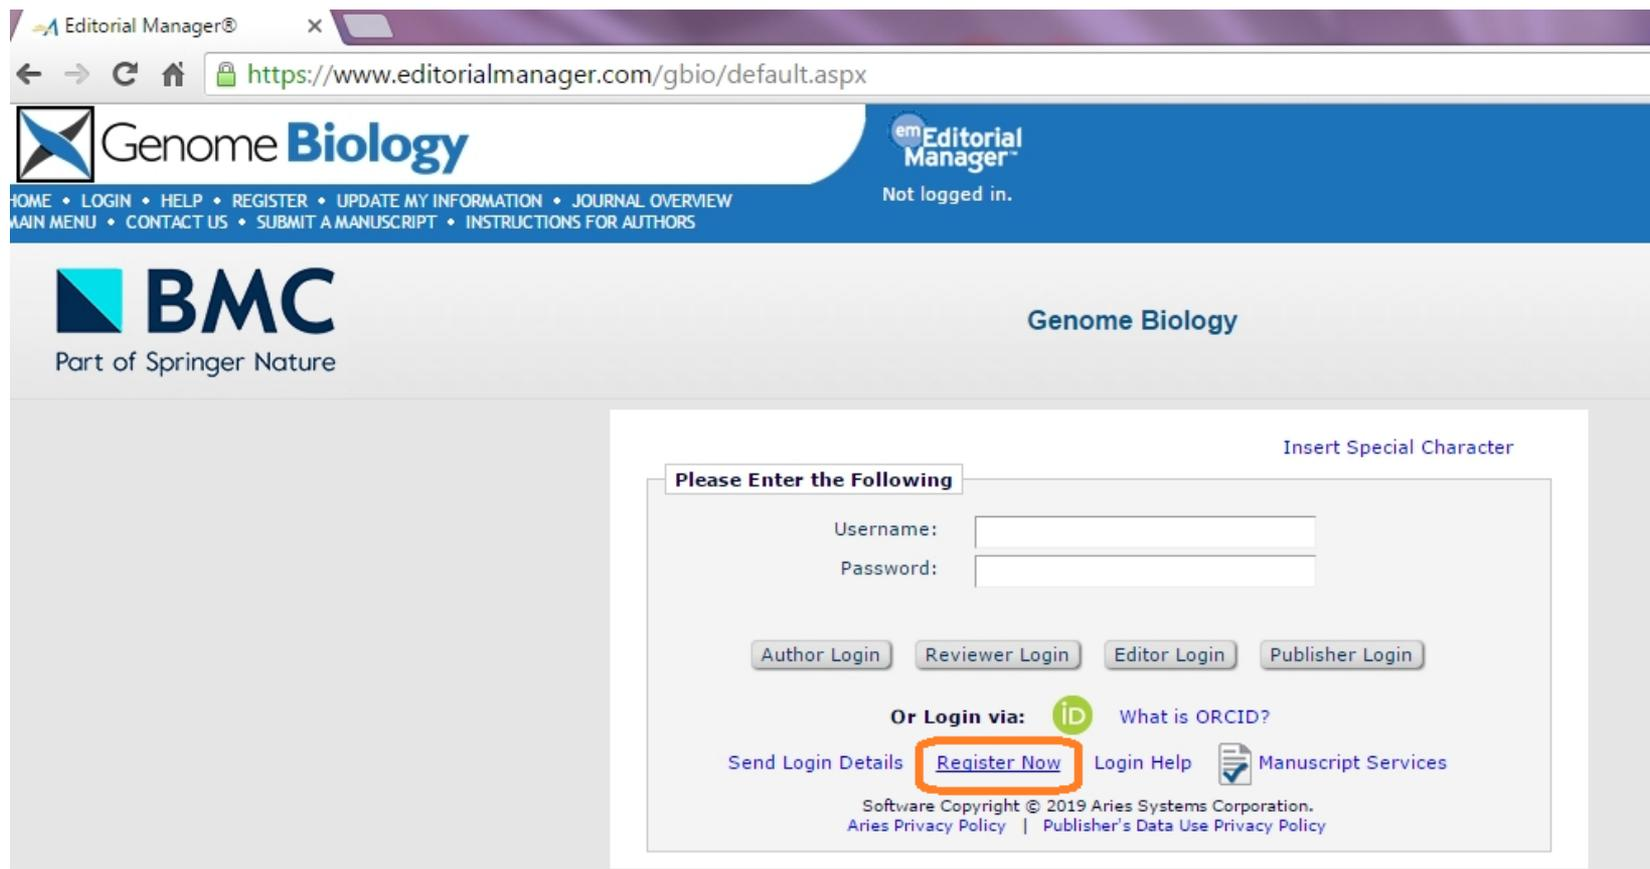 Editorial Manager®
https://www.editorialmanager.com/gbio/default.aspx
Genome Biology
em Editorial
Manager™
Not logged in.
HOME • LOGIN • HELP • REGISTER • UPDATE MY INFORMATION • JOURNAL OVERVIEW
MAIN MENU • CONTACT US • SUBMIT A MANUSCRIPT • INSTRUCTIONS FOR AUTHORS
BMC
Part of Springer Nature
Genome Biology
Insert Special Character
Please Enter the Following
Username:
Password:
Author Login Reviewer Login Editor Login Publisher Login
Or Login via: iD What is ORCID?
Send Login Details Register Now Login Help Manuscript Services
Software Copyright © 2019 Aries Systems Corporation.
Aries Privacy Policy | Publisher's Data Use Privacy Policy